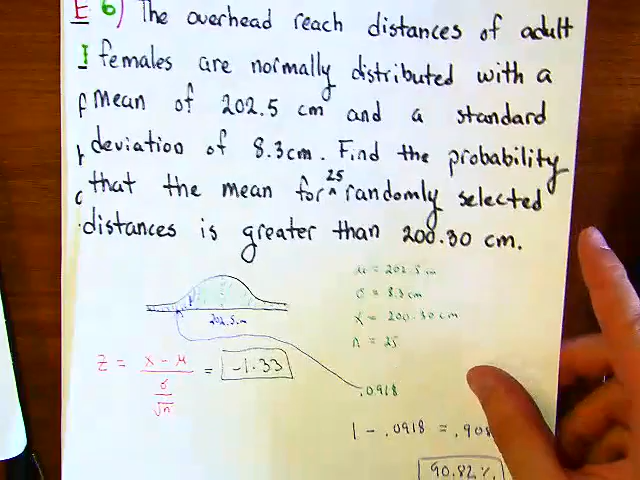 E 6) The overhead reach distances of adult
I females are normally distributed with a
mean of 202.5 cm and a standard
deviation of 8.3cm. Find the probability
that the mean for ^ 25 randomly selected
distances is greater than 200.30 cm.
μ = 202.5 cm
σ = 8.3 cm
x = 200.30 cm
n = 25
202.5cm
z = x - μ / σ / √n = -1.33
.0918
1 - .0918 = .908
90.82%